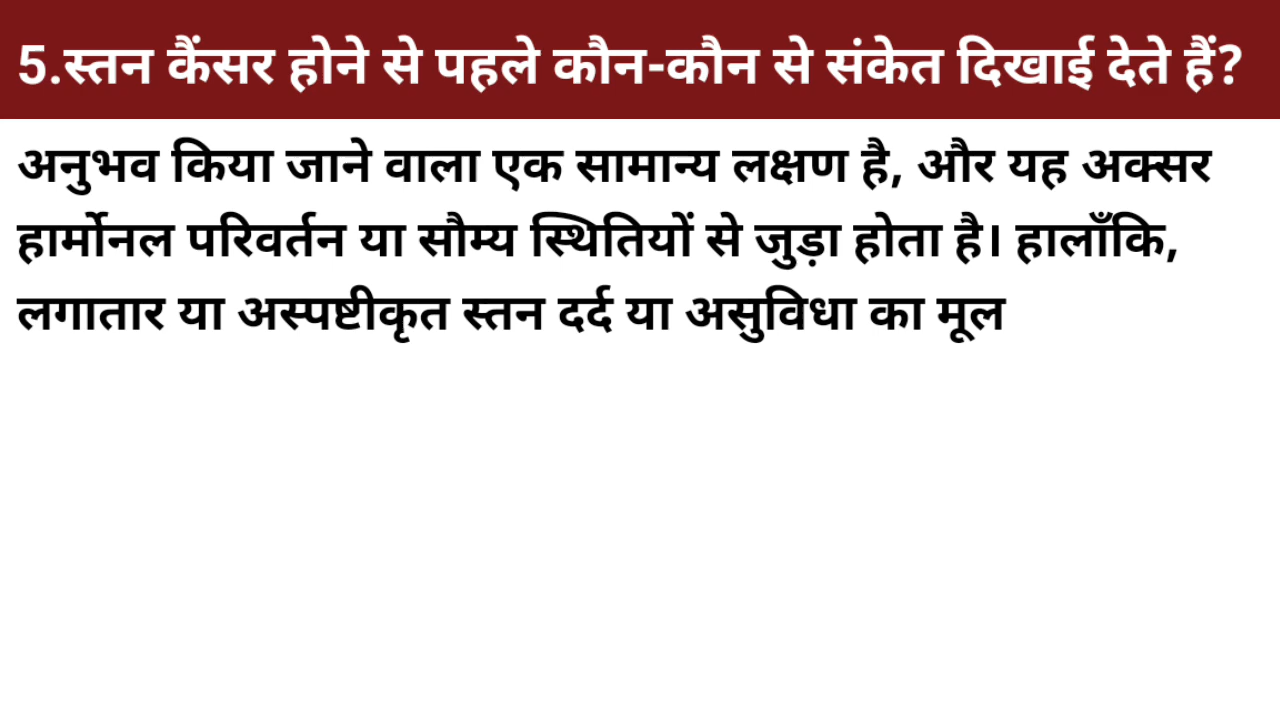 5.स्तन कैंसर होने से पहले कौन-कौन से संकेत दिखाई देते हैं?
अनुभव किया जाने वाला एक सामान्य लक्षण है, और यह अक्सर
हार्मोनल परिवर्तन या सौम्य स्थितियों से जुड़ा होता है। हालाँकि,
लगातार या अस्पष्टीकृत स्तन दर्द या असुविधा का मूल